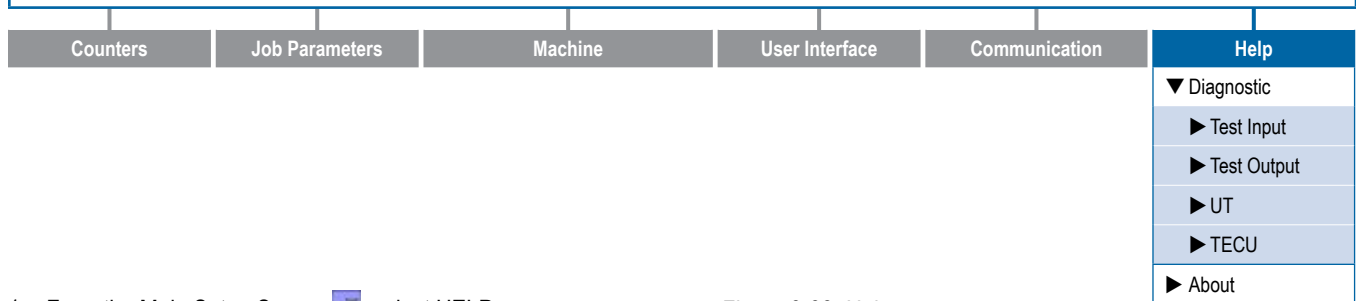 Counters Job Parameters Machine User Interface Communication Help
▼ Diagnostic
▶ Test Input
▶ Test Output
▶ UT
▶ TECU
▶ About